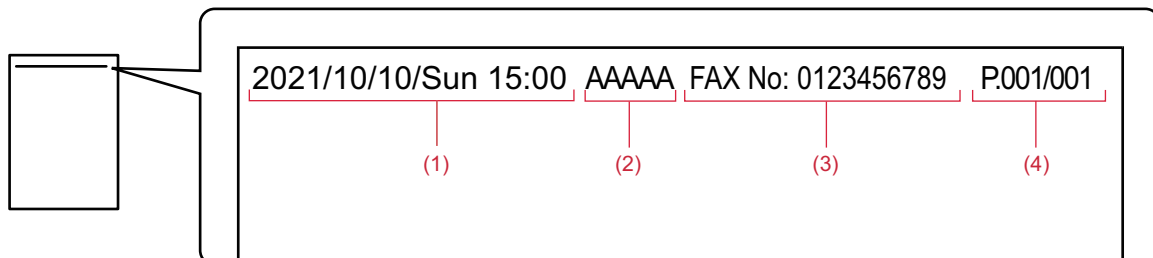 2021/10/10/Sun 15:00 AAAAA FAX No: 0123456789 P.001/001
(1) (2) (3) (4)